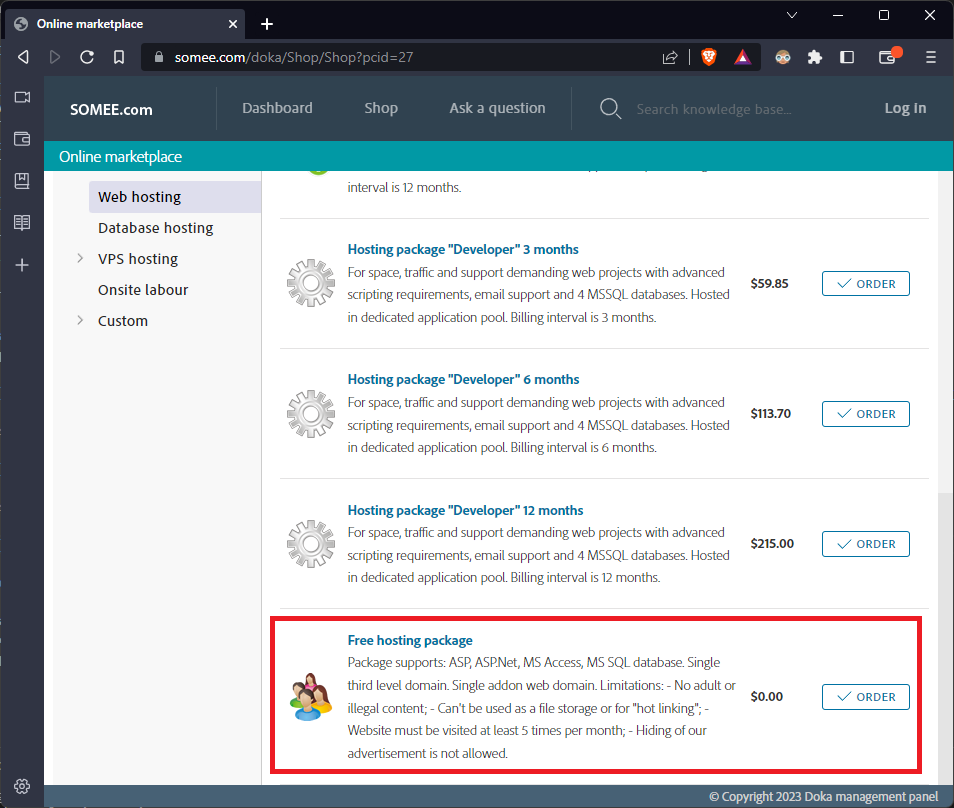 Online marketplace
somee.com/doka/Shop/Shop?pcid=27
SOMEE.com
Dashboard
Shop
Ask a question
Search knowledge base...
Log in
Online marketplace
Web hosting
Database hosting
VPS hosting
Onsite labour
Custom
interval is 12 months.
Hosting package "Developer" 3 months
For space, traffic and support demanding web projects with advanced
scripting requirements, email support and 4 MSSQL databases. Hosted
in dedicated application pool. Billing interval is 3 months.
$59.85
ORDER
Hosting package "Developer" 6 months
For space, traffic and support demanding web projects with advanced
scripting requirements, email support and 4 MSSQL databases. Hosted
in dedicated application pool. Billing interval is 6 months.
$113.70
ORDER
Hosting package "Developer" 12 months
For space, traffic and support demanding web projects with advanced
scripting requirements, email support and 4 MSSQL databases. Hosted
in dedicated application pool. Billing interval is 12 months.
$215.00
ORDER
Free hosting package
Package supports: ASP, ASP.Net, MS Access, MS SQL database. Single
third level domain. Single addon web domain. Limitations: - No adult or
illegal content; - Can't be used as a file storage or for "hot linking"; -
Website must be visited at least 5 times per month; - Hiding of our
advertisement is not allowed.
$0.00
ORDER
© Copyright 2023 Doka management panel